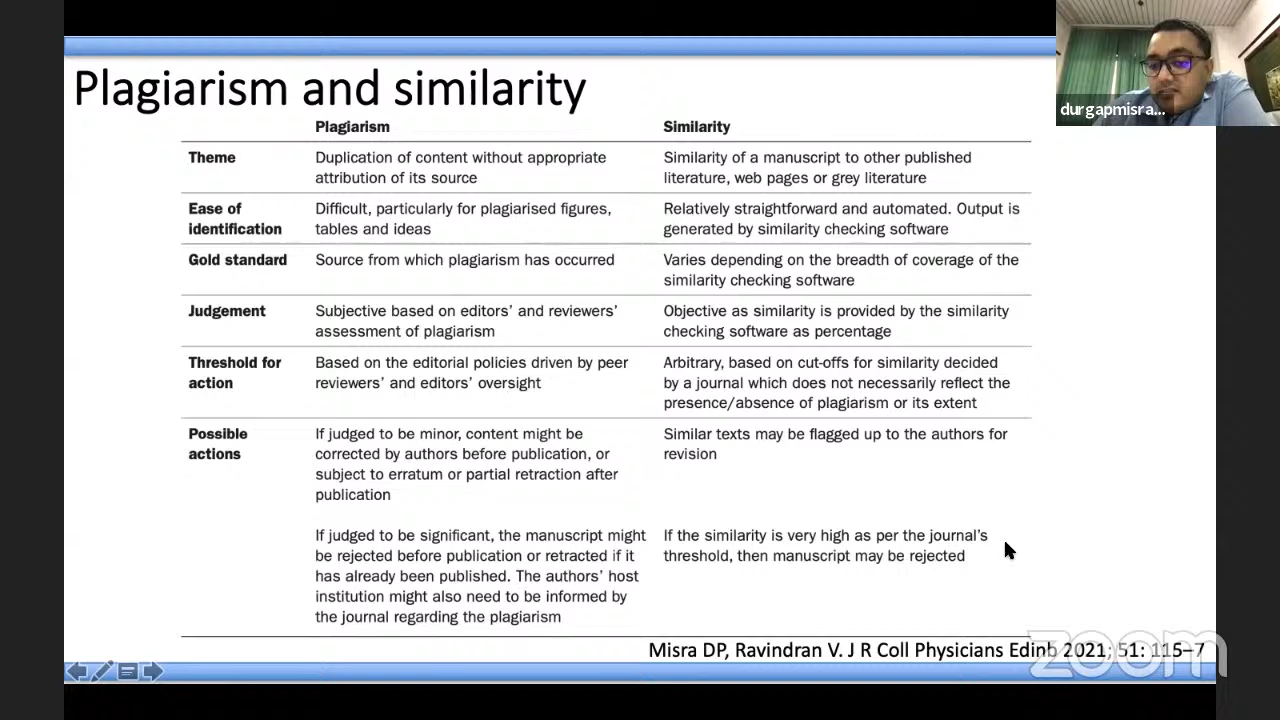 Plagiarism and similarity
durgapmisra...
Plagiarism Similarity
Theme Duplication of content without appropriate Similarity of a manuscript to other published
attribution of its source literature, web pages or grey literature
Ease of Difficult, particularly for plagiarised figures, Relatively straightforward and automated. Output is
identification tables and ideas generated by similarity checking software
Gold standard Source from which plagiarism has occurred Varies depending on the breadth of coverage of the
similarity checking software
Judgement Subjective based on editors’ and reviewers’ Objective as similarity is provided by the similarity
assessment of plagiarism checking software as percentage
Threshold for Based on the editorial policies driven by peer Arbitrary, based on cut-offs for similarity decided
action reviewers’ and editors’ oversight by a journal which does not necessarily reflect the
presence/absence of plagiarism or its extent
Possible If judged to be minor, content might be Similar texts may be flagged up to the authors for
actions corrected by authors before publication, or revision
subject to erratum or partial retraction after
publication
If judged to be significant, the manuscript might If the similarity is very high as per the journal’s
be rejected before publication or retracted if it threshold, then manuscript may be rejected
has already been published. The authors’ host
institution might also need to be informed by
the journal regarding the plagiarism
Misra DP, Ravindran V. J R Coll Physicians Edinb 2021; 51: 115–7
zoom